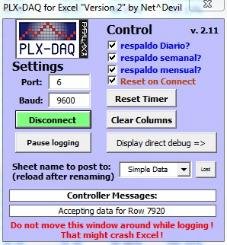 PLX-DAQ for Excel "Version 2" by Net^Devil
PARALLAX
PLX-DAQ
Control v. 2.11
respaldo Diario?
respaldo semanal?
respaldo mensual?
Reset on Connect
Settings
Port: 6
Baud: 9600
Reset Timer
Disconnect
Clear Columns
Pause logging
Display direct debug =>
Sheet name to post to:
(reload after renaming)
Simple Data
Load
Controller Messages:
Accepting data for Row 7920
Do not move this window around while logging !
That might crash Excel !